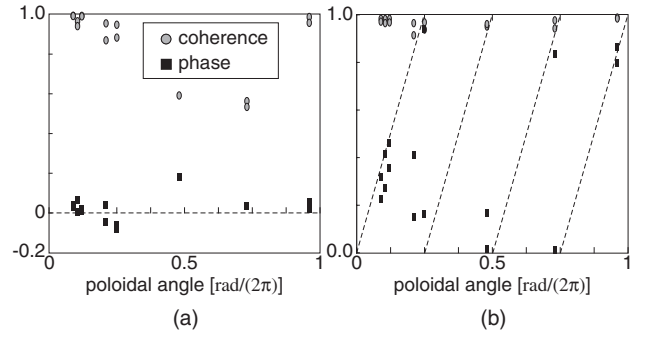 1.0
coherence
phase
0
-0.2
0
0.5
1
poloidal angle [rad/(2π)]
(a)
1.0
0.0
0
0.5
1
poloidal angle [rad/(2π)]
(b)